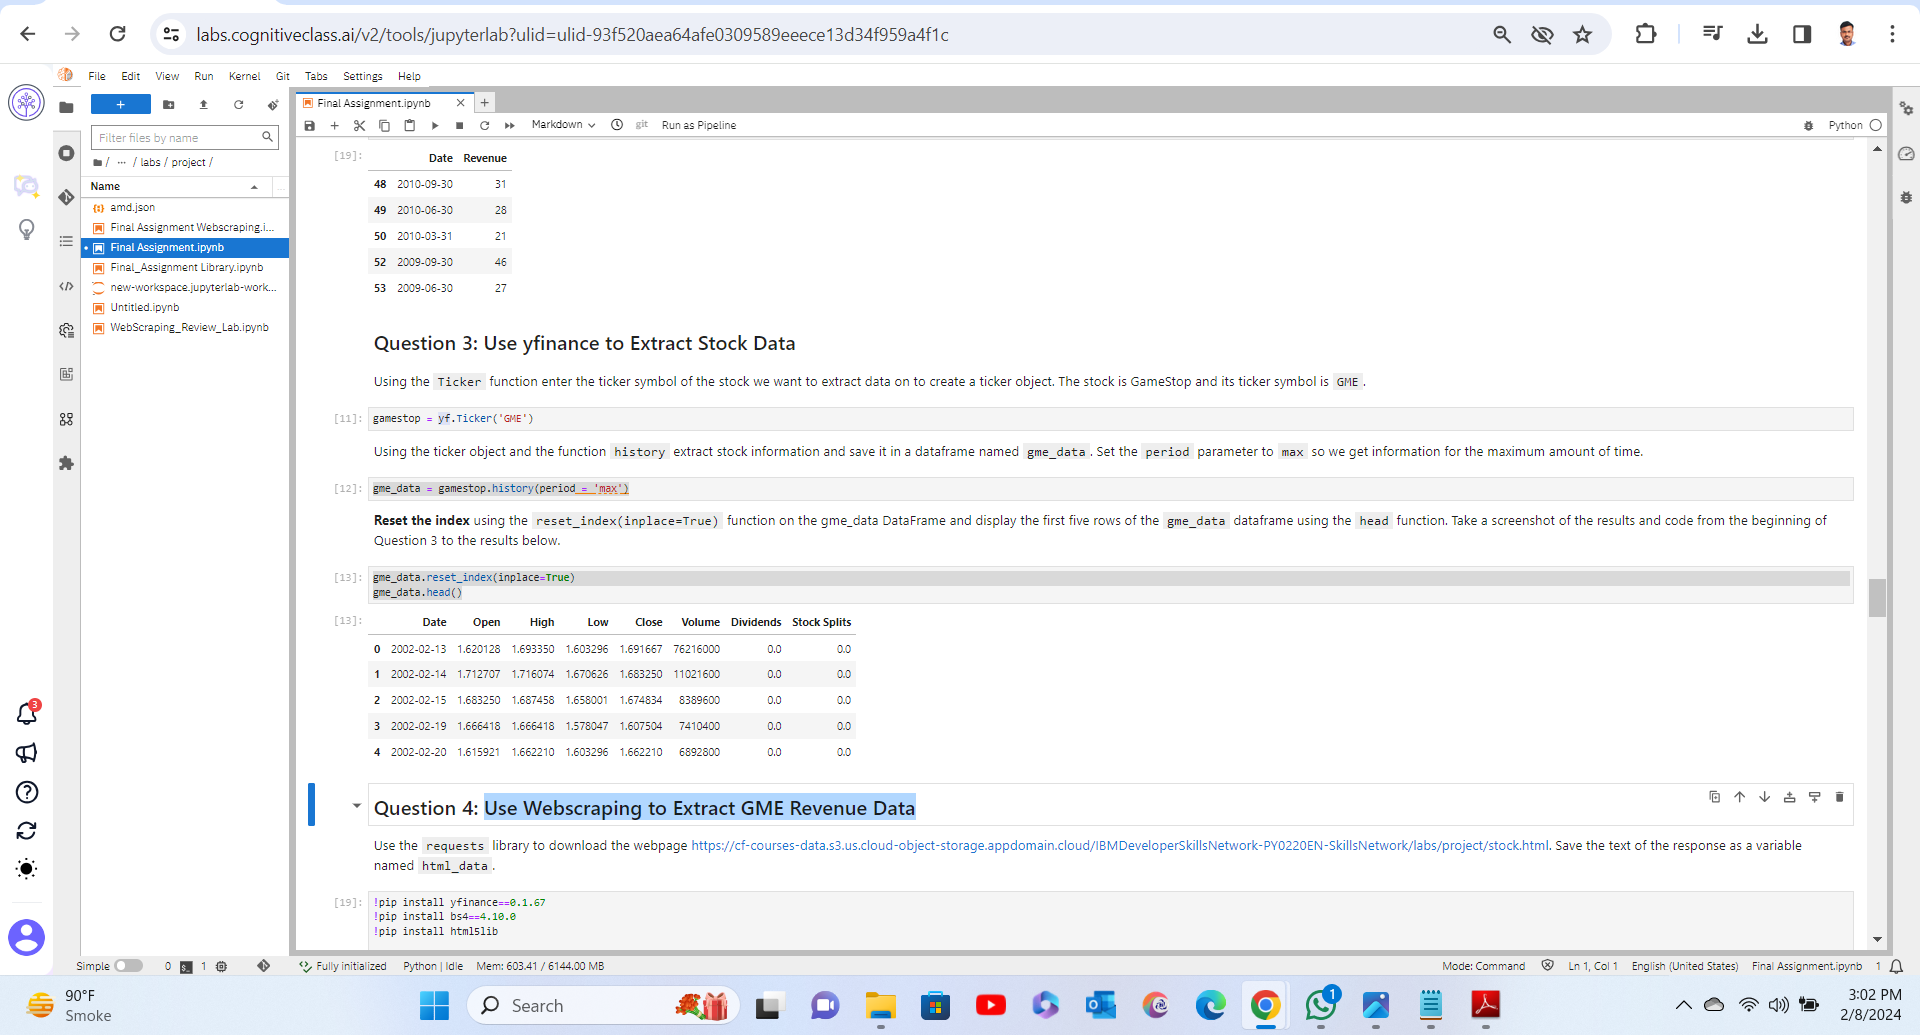 labs.cognitiveclass.ai/v2/tools/jupyterlab?ulid=ulid-93f520aea64afe0309589eeece13d34f959a4f1c
File Edit View Run Kernel Git Tabs Settings Help
Final Assignment.ipynb
Markdown
git
Run as Pipeline
Python
Filter files by name
/ ··· / labs / project /
Name
amd.json
Final Assignment Webscraping.i...
Final Assignment.ipynb
Final_Assignment Library.ipynb
new-workspace.jupyterlab-work...
Untitled.ipynb
WebScraping_Review_Lab.ipynb
[19]:
Date Revenue
48 2010-09-30 31
49 2010-06-30 28
50 2010-03-31 21
52 2009-09-30 46
53 2009-06-30 27
Question 3: Use yfinance to Extract Stock Data
Using the Ticker function enter the ticker symbol of the stock we want to extract data on to create a ticker object. The stock is GameStop and its ticker symbol is GME.
[11]: gamestop = yf.Ticker('GME')
Using the ticker object and the function history extract stock information and save it in a dataframe named gme_data. Set the period parameter to max so we get information for the maximum amount of time.
[12]: gme_data = gamestop.history(period = 'max')
Reset the index using the reset_index(inplace=True) function on the gme_data DataFrame and display the first five rows of the gme_data dataframe using the head function. Take a screenshot of the results and code from the beginning of
Question 3 to the results below.
[13]: gme_data.reset_index(inplace=True)
gme_data.head()
[13]: Date Open High Low Close Volume Dividends Stock Splits
0 2002-02-13 1.620128 1.693350 1.603296 1.691667 76216000 0.0 0.0
1 2002-02-14 1.712707 1.716074 1.670626 1.683250 11021600 0.0 0.0
2 2002-02-15 1.683250 1.687458 1.658001 1.674834 8389600 0.0 0.0
3 2002-02-19 1.666418 1.666418 1.578047 1.607504 7410400 0.0 0.0
4 2002-02-20 1.615921 1.662210 1.603296 1.662210 6892800 0.0 0.0
Question 4: Use Webscraping to Extract GME Revenue Data
Use the requests library to download the webpage https://cf-courses-data.s3.us.cloud-object-storage.appdomain.cloud/IBMDeveloperSkillsNetwork-PY0220EN-SkillsNetwork/labs/project/stock.html. Save the text of the response as a variable
named html_data.
[19]: !pip install yfinance==0.1.67
!pip install bs4==4.10.0
!pip install html5lib
3
Simple 0 1 Fully initialized Python | Idle Mem: 603.41 / 6144.00 MB Mode: Command Ln 1, Col 1 English (United States) Final Assignment.ipynb 1
90°F
Smoke
Search
1
3:02 PM
2/8/2024